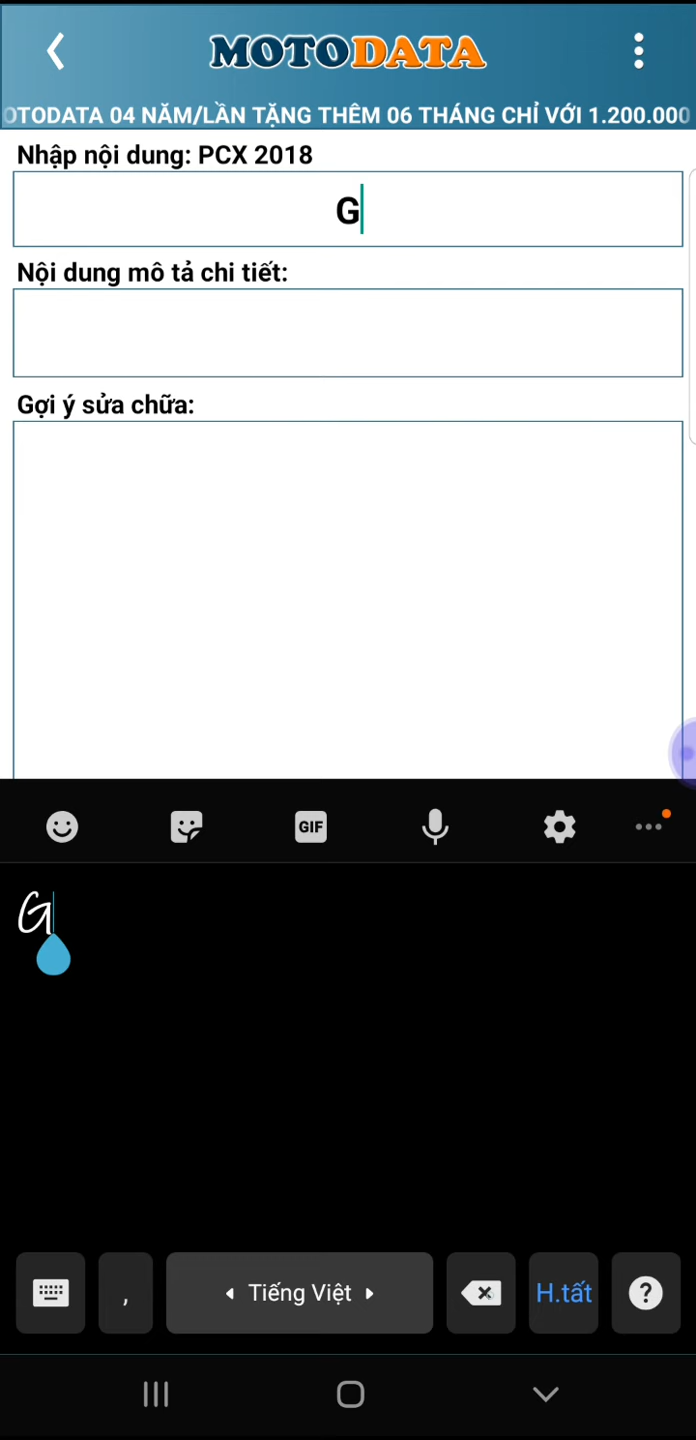 MOTODATA
OTODATA 04 NĂM/LẦN TẶNG THÊM 06 THÁNG CHỈ VỚI 1.200.000
Nhập nội dung: PCX 2018
G
Nội dung mô tả chi tiết:
Gợi ý sửa chữa:
GIF
G
, Tiếng Việt H.tất ?